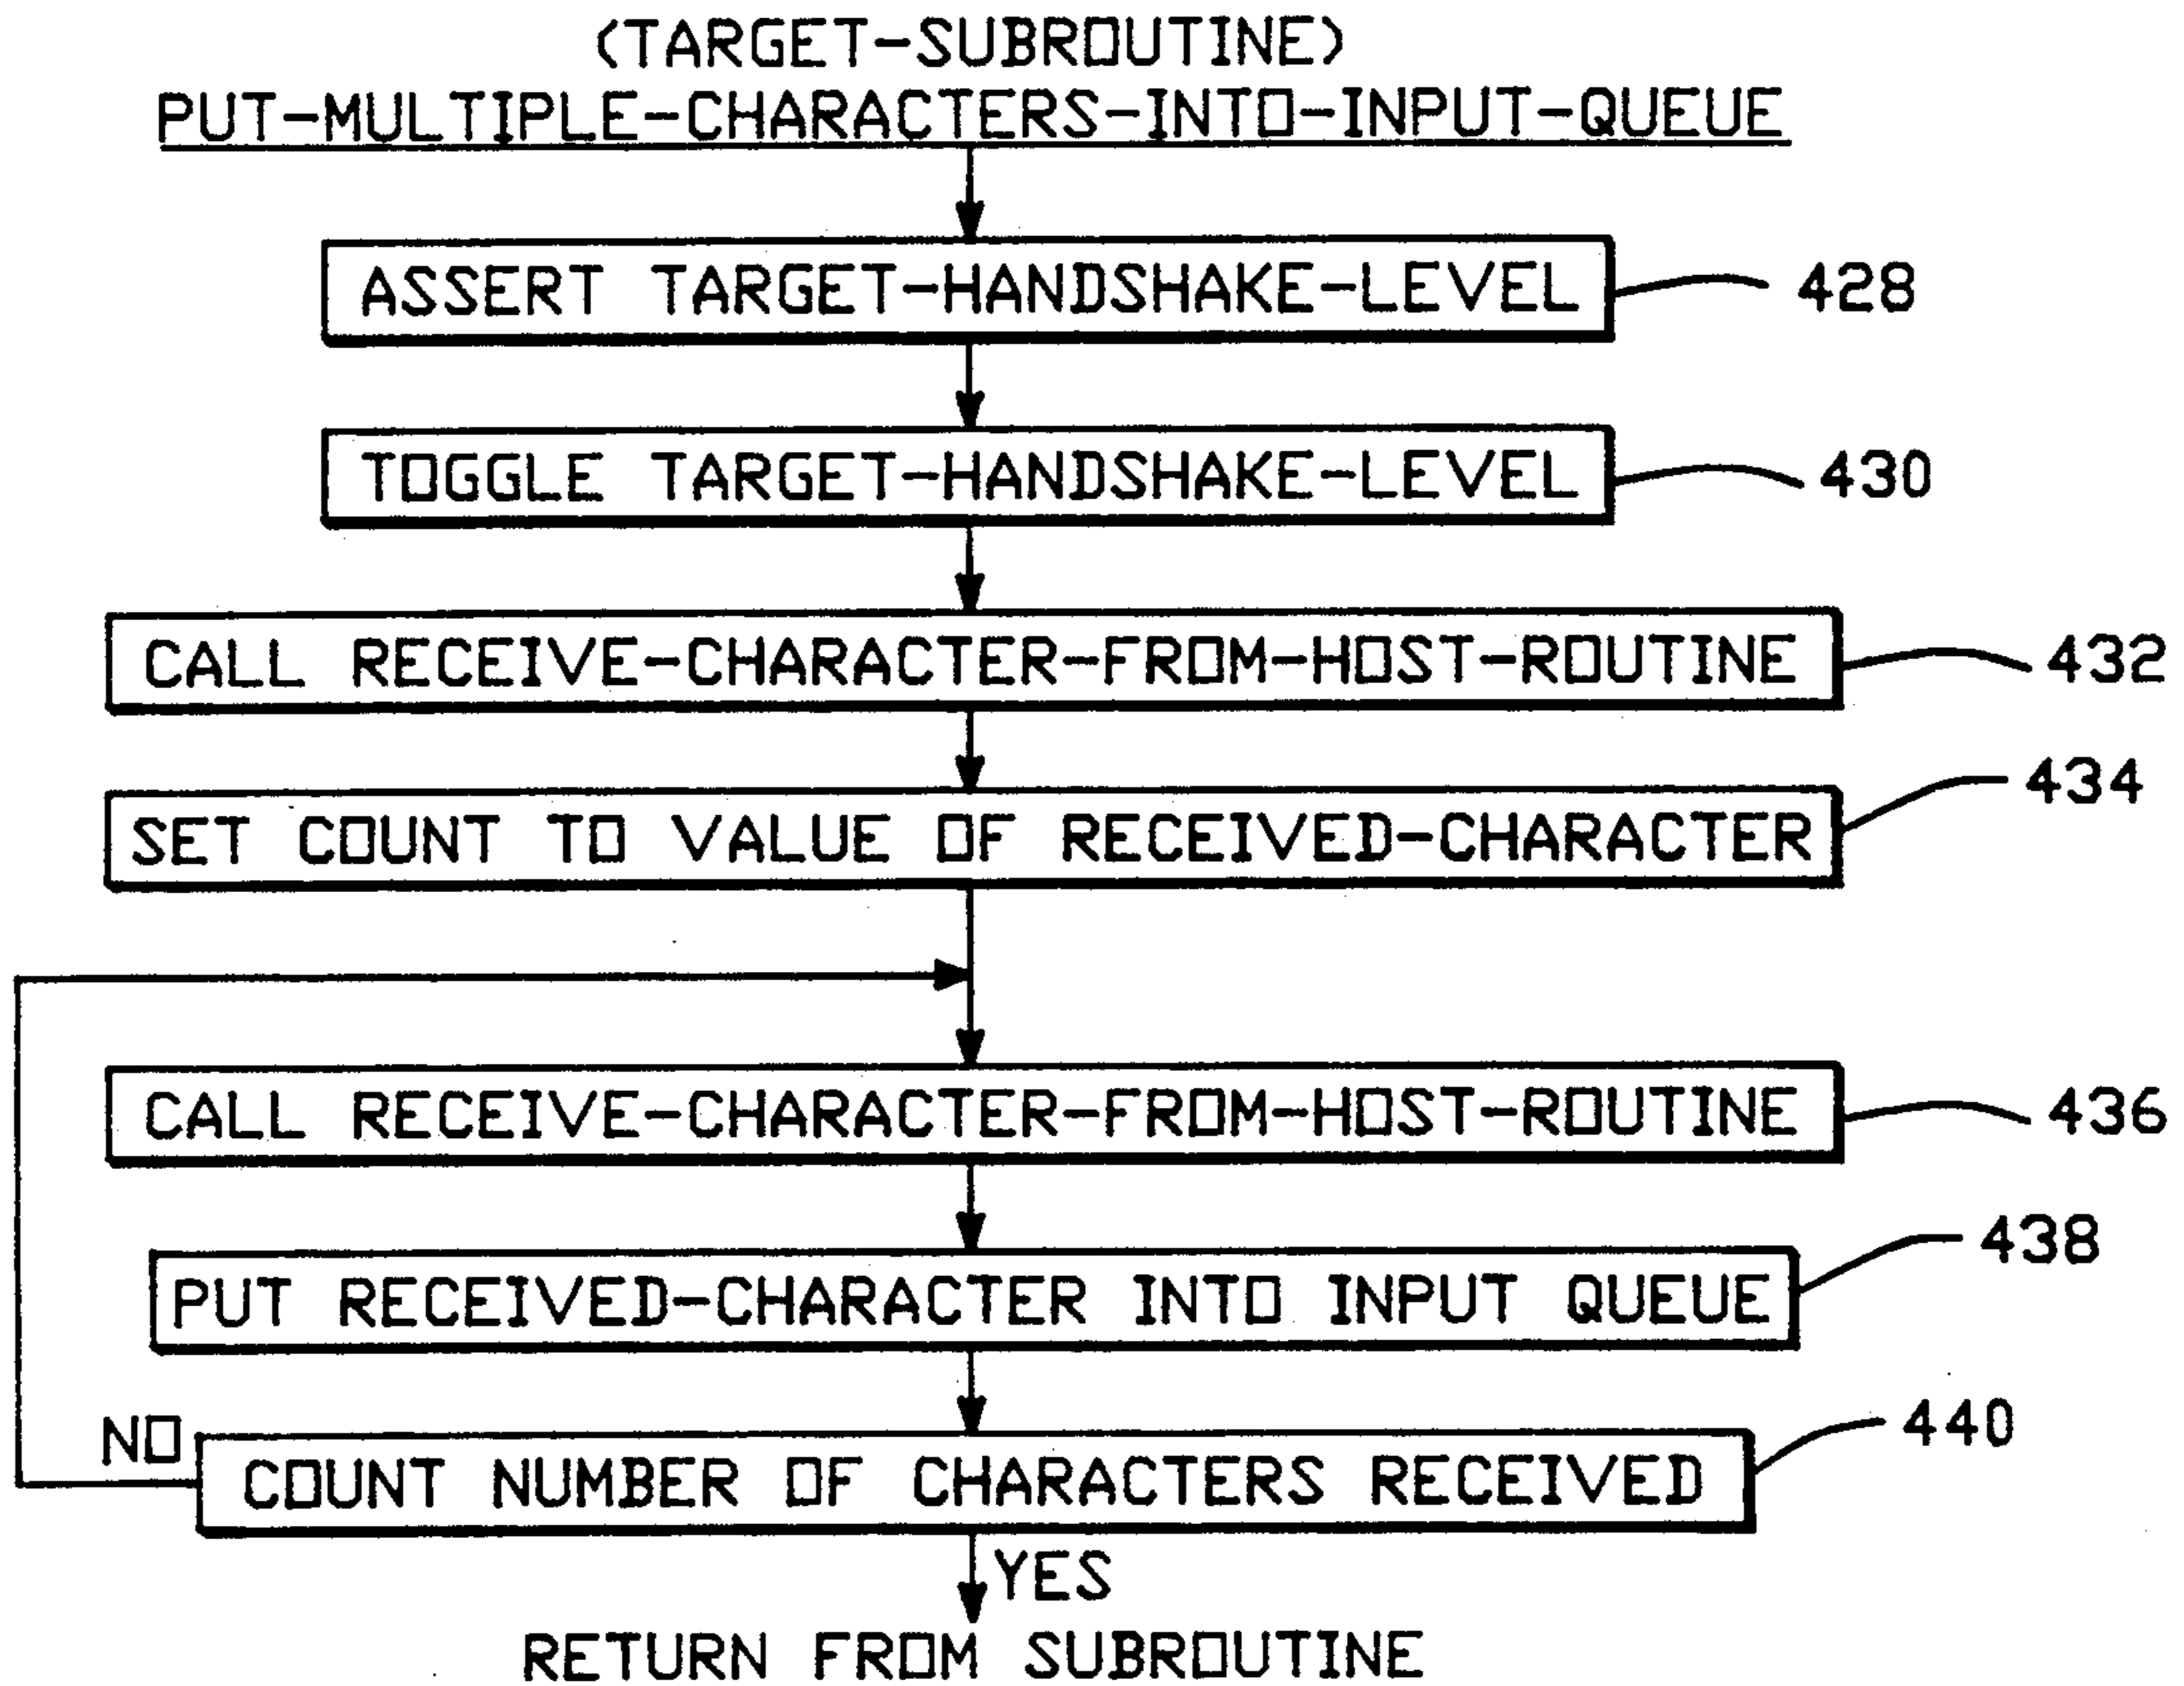 (TARGET-SUBROUTINE)
PUT-MULTIPLE-CHARACTERS-INTO-INPUT-QUEUE
ASSERT TARGET-HANDSHAKE-LEVEL
428
TOGGLE TARGET-HANDSHAKE-LEVEL
430
CALL RECEIVE-CHARACTER-FROM-HOST-ROUTINE
432
434
SET COUNT TO VALUE OF RECEIVED-CHARACTER
CALL RECEIVE-CHARACTER-FROM-HOST-ROUTINE
436
438
PUT RECEIVED-CHARACTER INTO INPUT QUEUE
440
NO
COUNT NUMBER OF CHARACTERS RECEIVED
YES
RETURN FROM SUBROUTINE